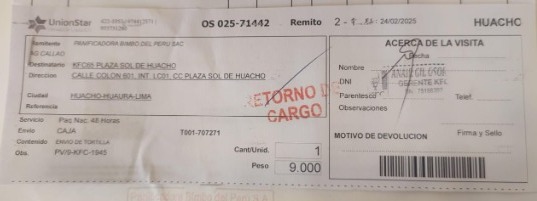 UnionStar
OS 025-71442 Remito 24/02/2025 HUACHO
Remitente PANIFICADORA BIMBO DEL PERU SAC
AG CALLAO
Destinatario KFC65 PLAZA SOL DE HUACHO
Dirección CALLE COLON 601, INT. LC01, CC PLAZA SOL DE HUACHO
Ciudad HUACHO-HUAURA-LIMA
Referencia
ACERCA DE LA VISITA
Fecha
Nombre
DNI
GERENTE KFC
Parentesco Telef.
Observaciones
RETORNO DE
CARGO
Servicio Paq Nac. 48 Horas
Envio CAJA T001-707271
Contenido ENVIO DE TORTILLA
Obs. PV/9-KFC-1945
Cant/Unid. 1
Peso 9.000
MOTIVO DE DEVOLUCION Firma y Sello